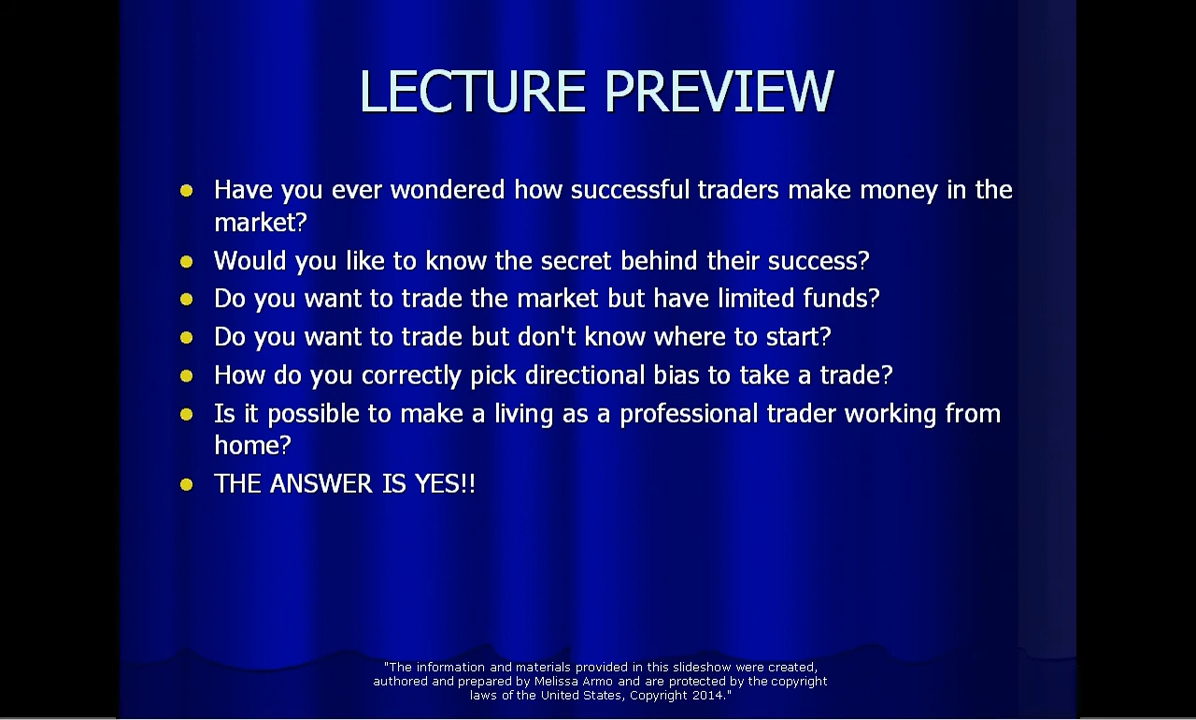 LECTURE PREVIEW
Have you ever wondered how successful traders make money in the
market?
Would you like to know the secret behind their success?
Do you want to trade the market but have limited funds?
Do you want to trade but don't know where to start?
How do you correctly pick directional bias to take a trade?
Is it possible to make a living as a professional trader working from
home?
THE ANSWER IS YES!!
"The information and materials provided in this slideshow were created,
authored and prepared by Melissa Armo and are protected by the copyright
laws of the United States, Copyright 2014."